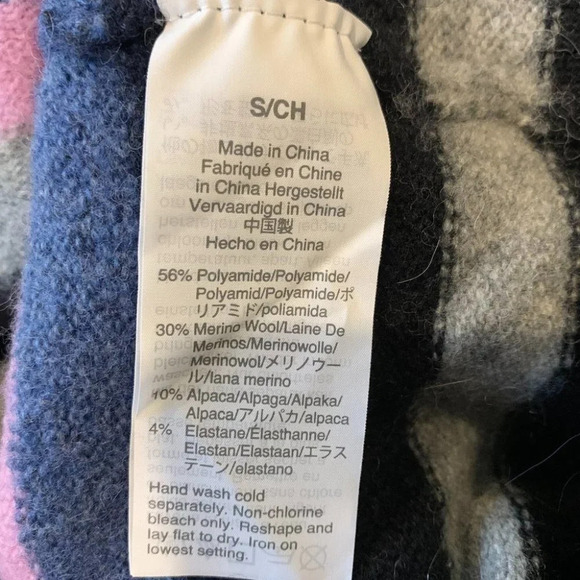 S/CH
Made in China
Fabriqué en Chine
in China Hergestellt
Vervaardigd in China
中国製
Hecho en China
56% Polyamide/Polyamide/
Polyamid/Polyamide/ポ
リアミド/poliamida
30% Merino Wool/Laine De
Merinos/Merinowolle/
Merinowol/メリノウー
ル/lana merino
10% Alpaca/Alpaga/Alpaka/
Alpaca/アルパカ/alpaca
4% Elastane/Élasthanne/
Elastan/Elastaan/エラス
テーン/elastano
Hand wash cold
separately. Non-chlorine
bleach only. Reshape and
lay flat to dry. Iron on
lowest setting.